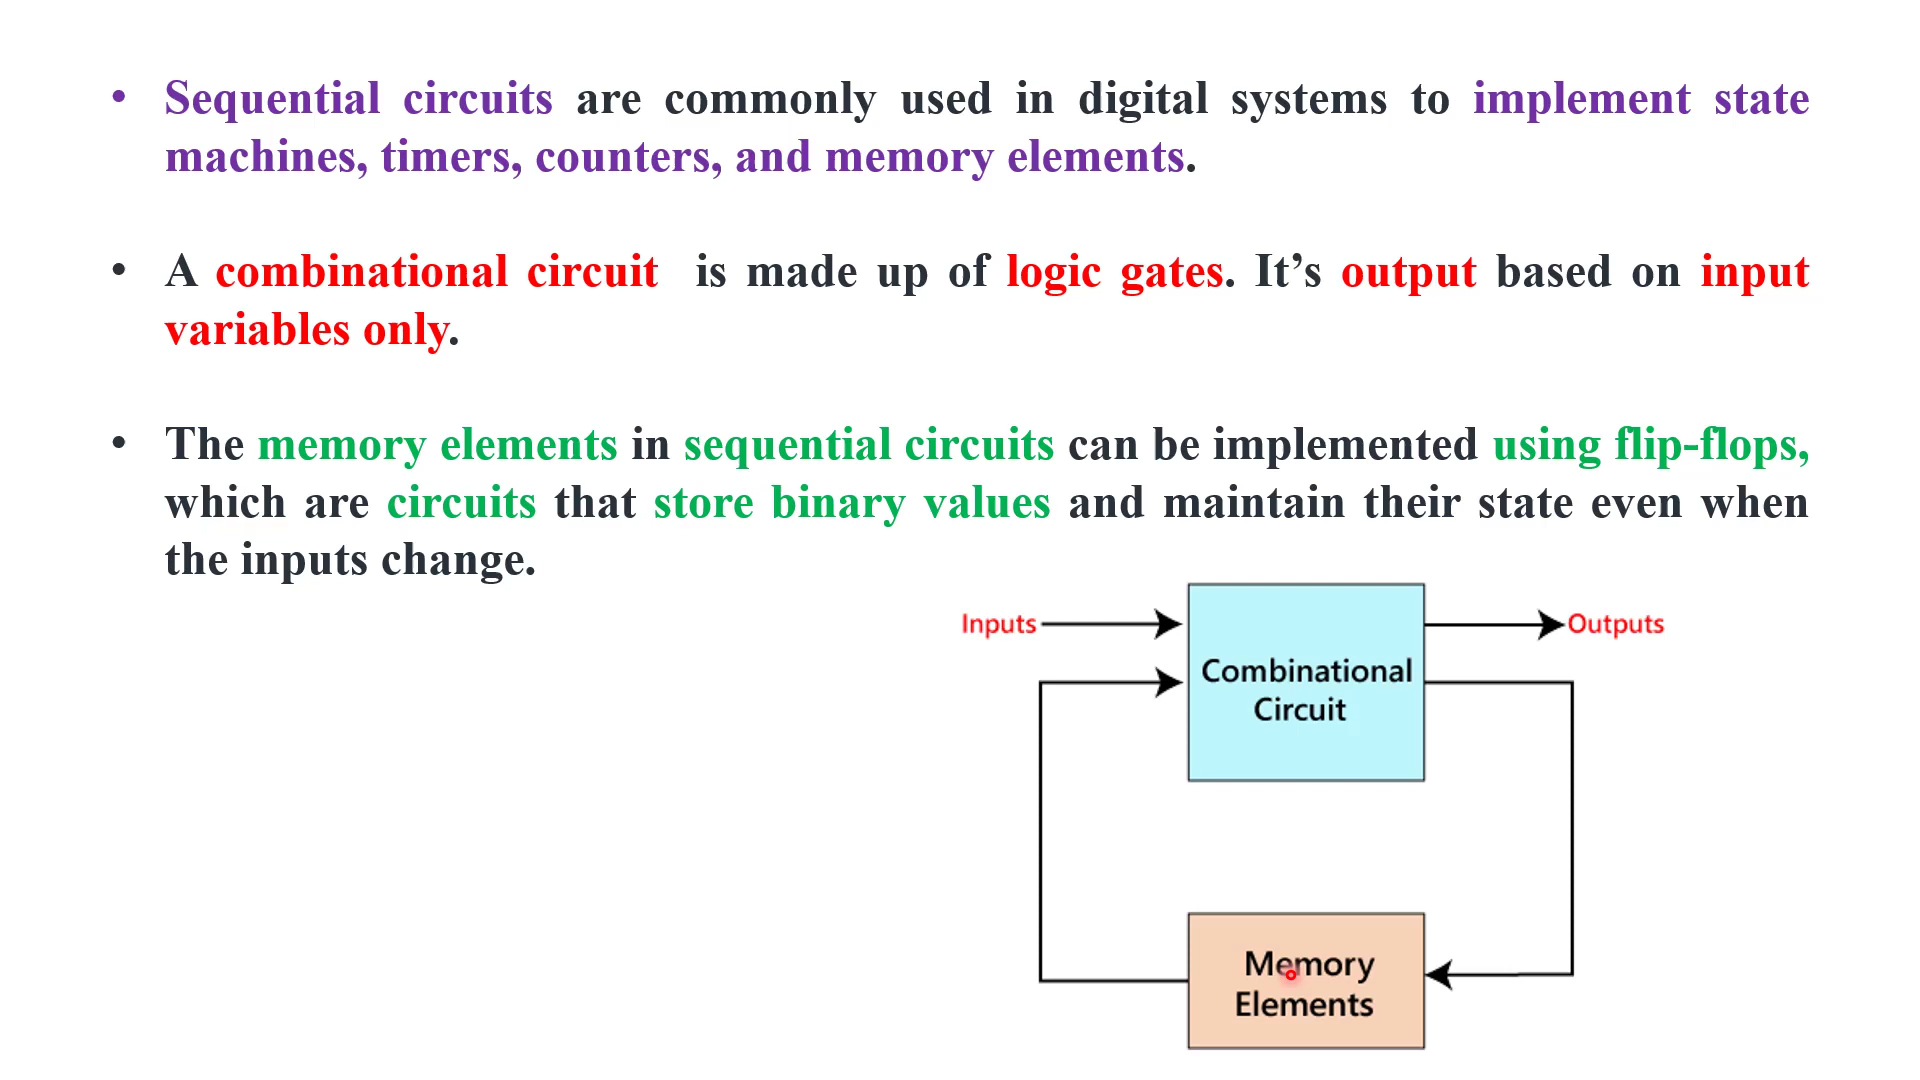 • Sequential circuits are commonly used in digital systems to implement state
machines, timers, counters, and memory elements.
• A combinational circuit is made up of logic gates. It’s output based on input
variables only.
• The memory elements in sequential circuits can be implemented using flip-flops,
which are circuits that store binary values and maintain their state even when
the inputs change.
Inputs
Outputs
Combinational
Circuit
Memory
Elements